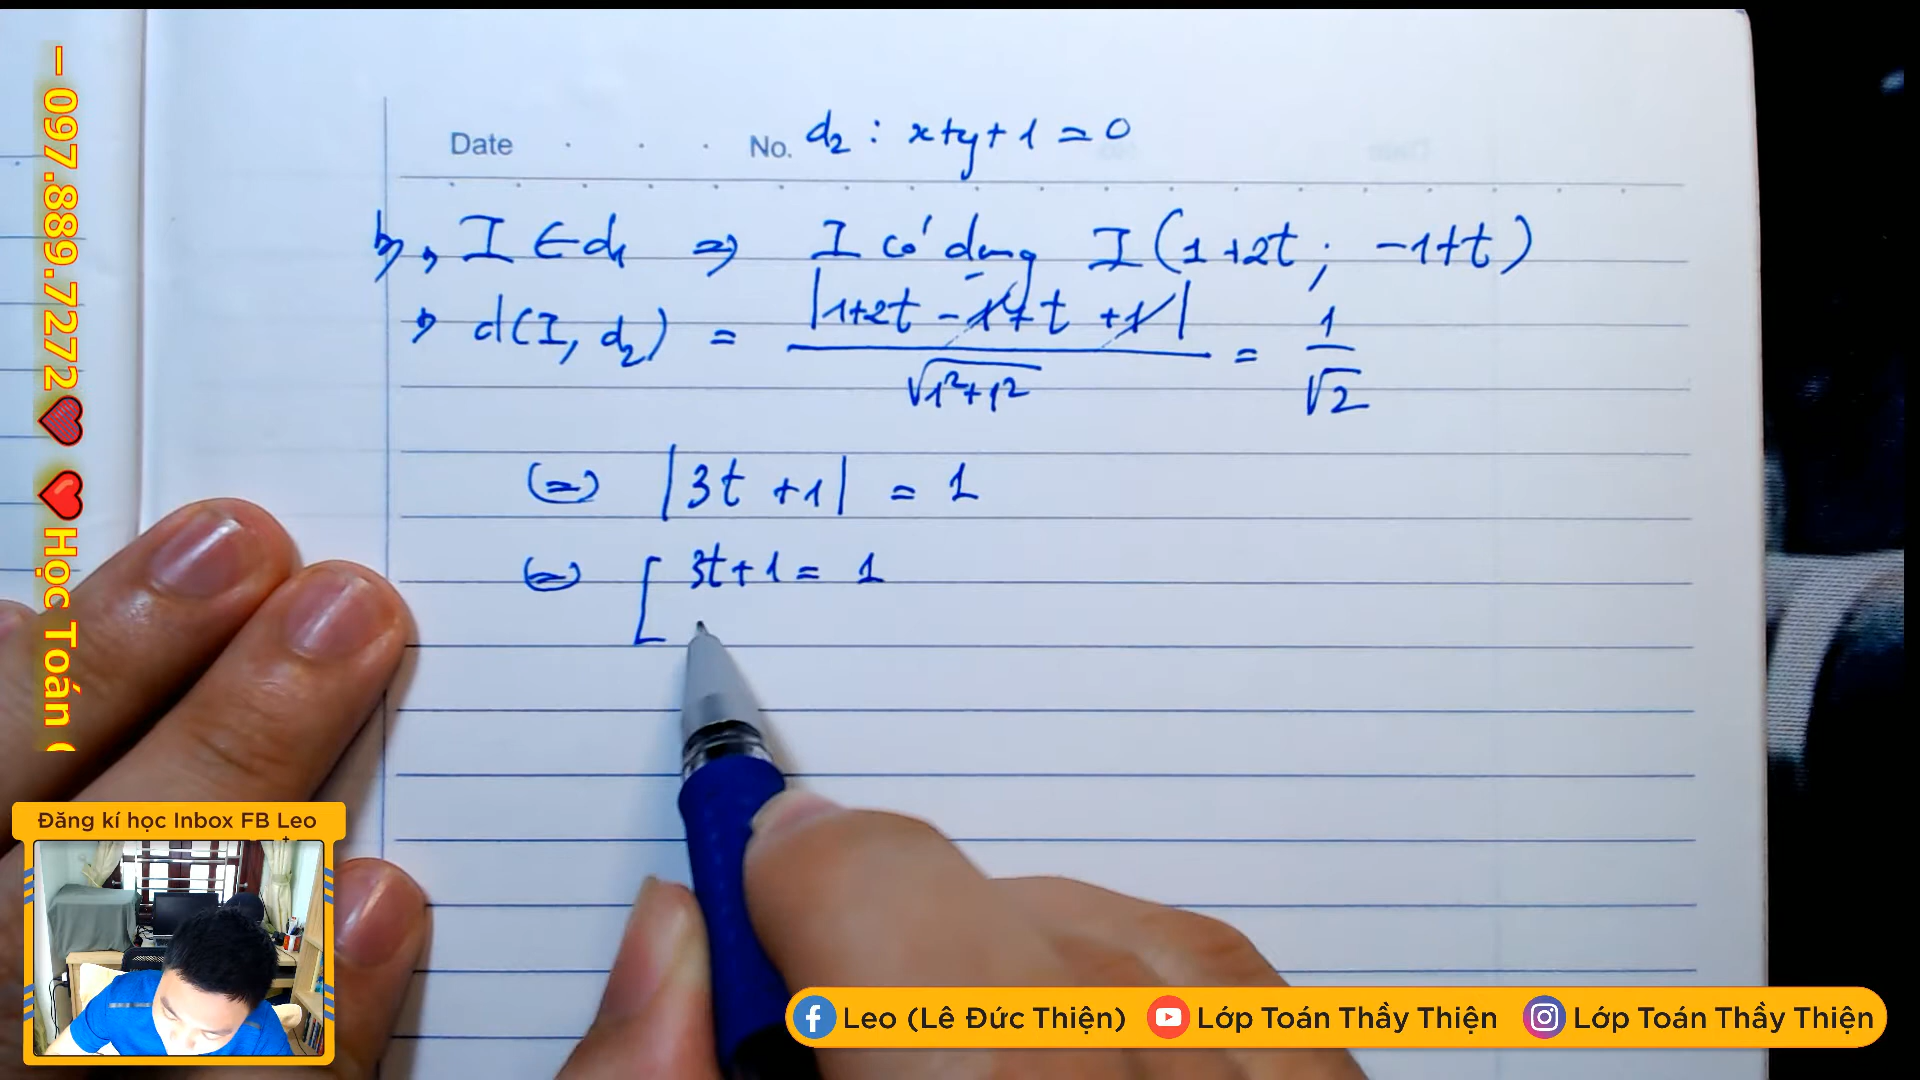 – 097.889.7272 ❤ ❤ Học Toán
Date . . . No. d₂ : x+y+1 = 0
b, I ∈ d₁ ⇒ I có dạng I(1+2t ; -1+t)
⇒ d(I, d₂) = |1+2t -1+t +1| / √1²+1² = 1 / √2
(=) |3t +1| = 1
(=) [ 3t+1 = 1
Đăng kí học Inbox FB Leo
Leo (Lê Đức Thiện) Lớp Toán Thầy Thiện Lớp Toán Thầy Thiện